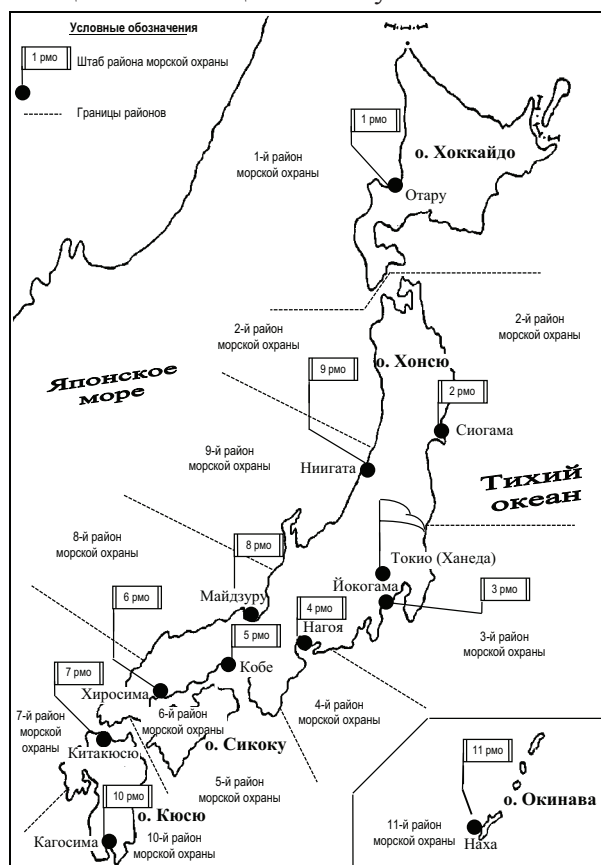 Условные обозначения
1 рмо
Штаб района морской охраны
Границы районов
1 рмо
о. Хоккайдо
1-й район
морской охраны
Отару
2-й район
морской охраны
2-й район
морской охраны
о. Хонсю
9 рмо
Японское
море
2 рмо
Сиогама
9-й район
морской охраны
Ниигата
Тихий
океан
8-й район
морской охраны
8 рмо
Токио (Ханеда)
Йокогама
6 рмо
Майдзуру
3 рмо
4 рмо
Нагоя
5 рмо
3-й район
морской охраны
7 рмо
Кобе
Хиросима
4-й район
морской охраны
7-й район
морской
охраны
6-й район
морской охраны
о. Сикоку
Китакюсю
5-й район
морской охраны
11 рмо
10 рмо
о. Кюсю
о. Окинава
Кагосима
10-й район
морской охраны
11-й район
морской охраны
Наха